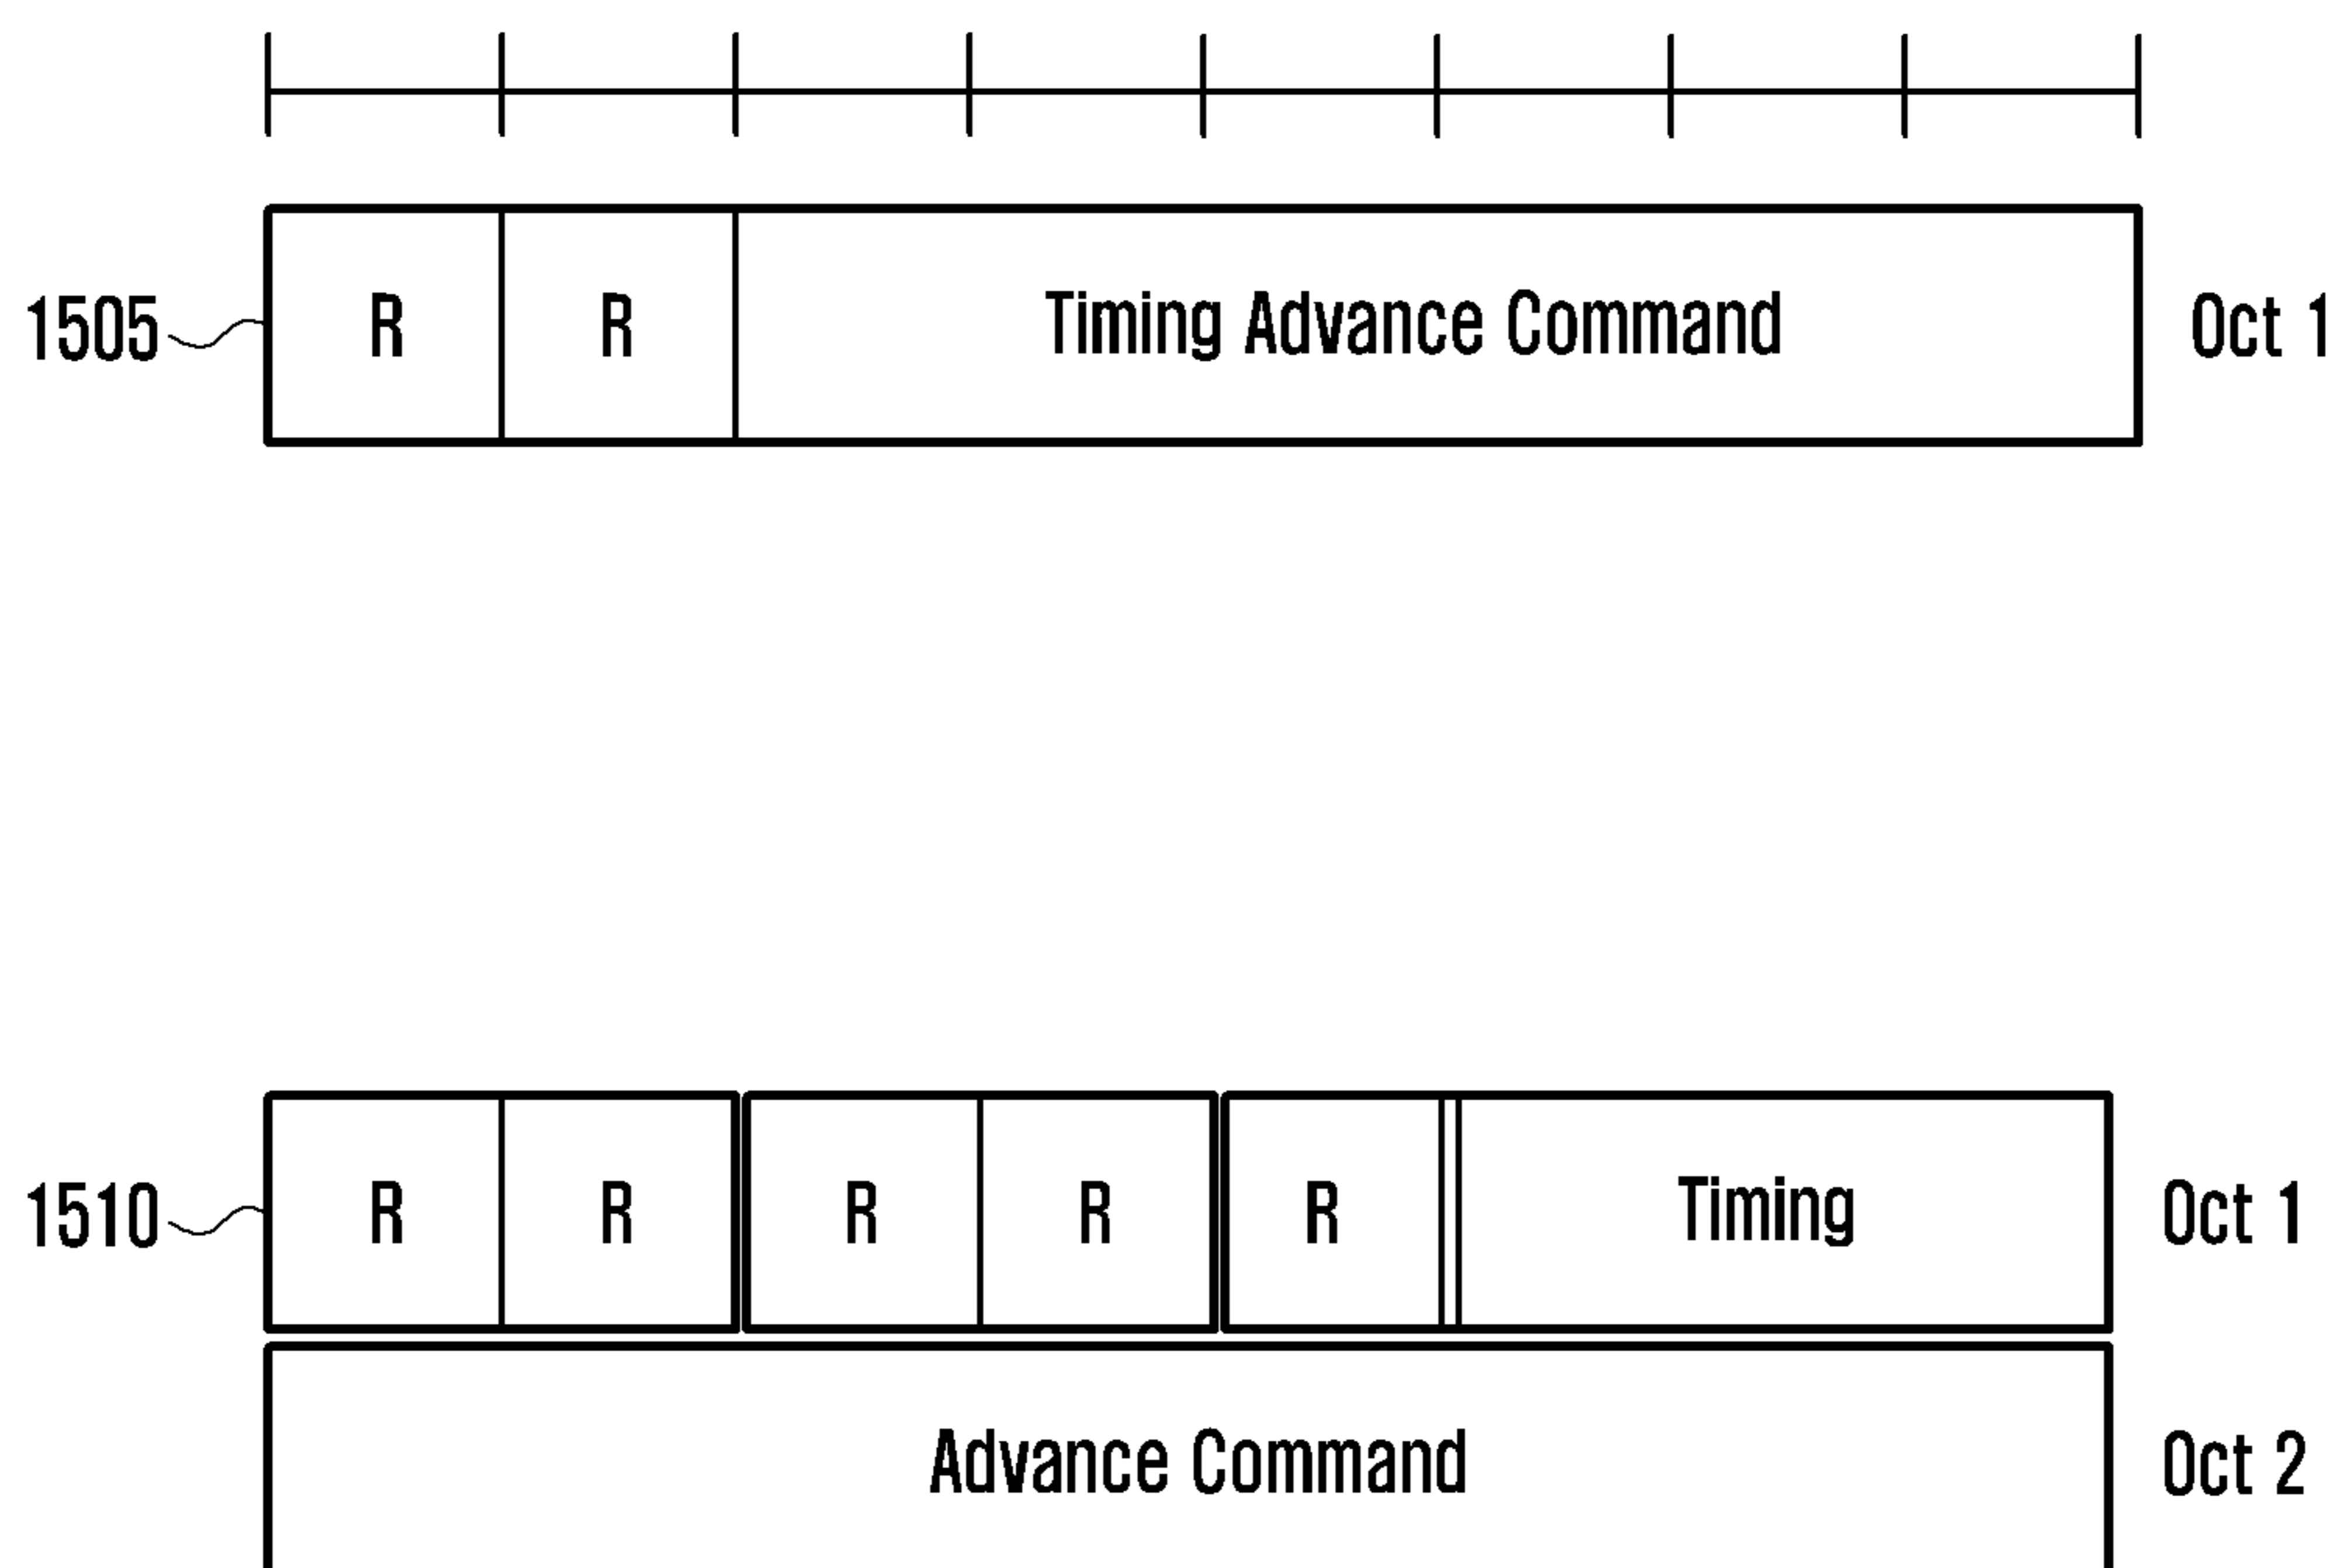 1505 R R Timing Advance Command Oct 1
1510 R R R R R Timing Oct 1
Advance Command Oct 2